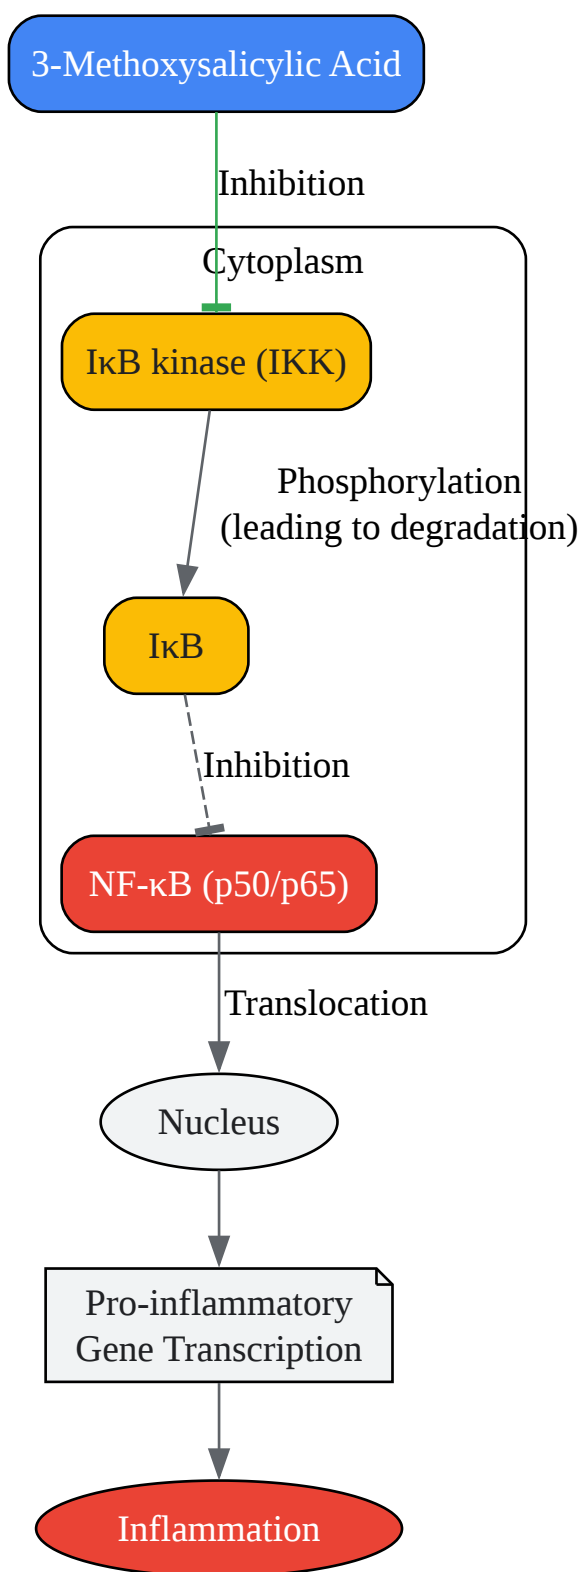 3-Methoxysalicylic Acid
Inhibition
Cytoplasm
IκB kinase (IKK)
Phosphorylation
(leading to degradation)
IκB
Inhibition
NF-κB (p50/p65)
Translocation
Nucleus
Pro-inflammatory
Gene Transcription
Inflammation